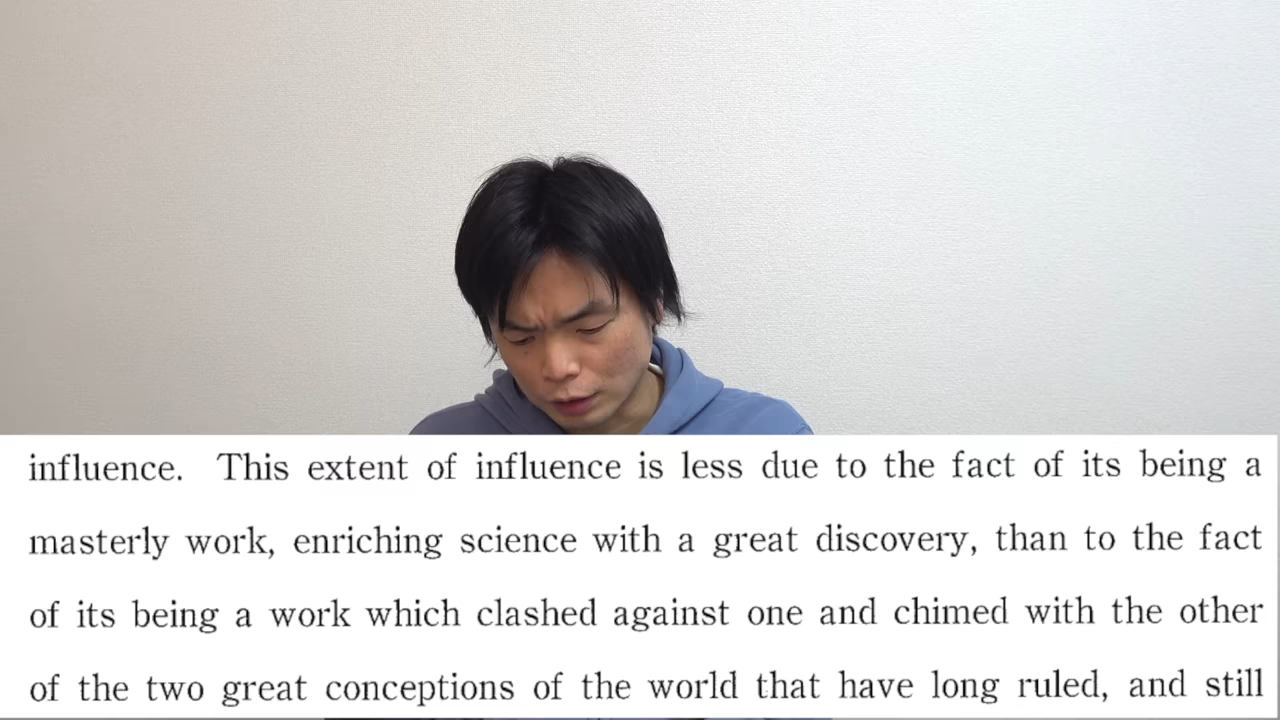 influence. This extent of influence is less due to the fact of its being a
masterly work, enriching science with a great discovery, than to the fact
of its being a work which clashed against one and chimed with the other
of the two great conceptions of the world that have long ruled, and still